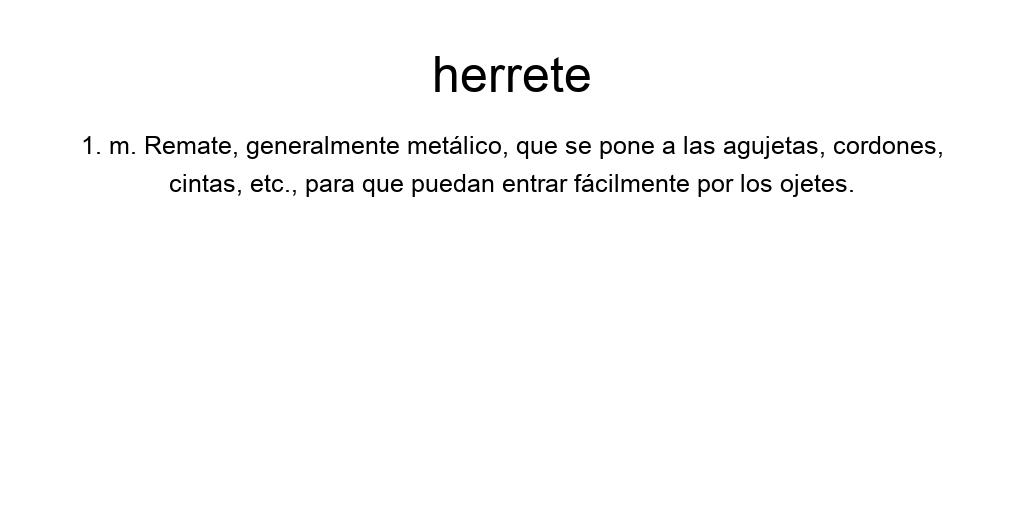 herrete
1. m. Remate, generalmente metálico, que se pone a las agujetas, cordones,
cintas, etc., para que puedan entrar fácilmente por los ojetes.